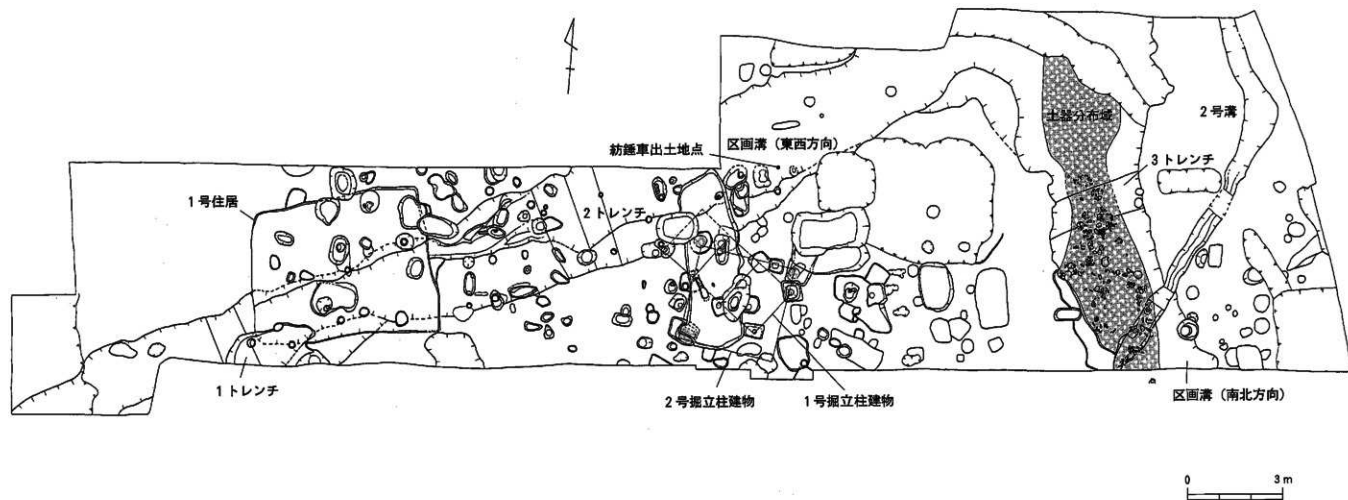 土器分布域
2号溝
区画溝（東西方向）
紡錘車出土地点
3トレンチ
1号住居
2トレンチ
1トレンチ
2号掘立柱建物
1号掘立柱建物
区画溝（南北方向）
0 3m